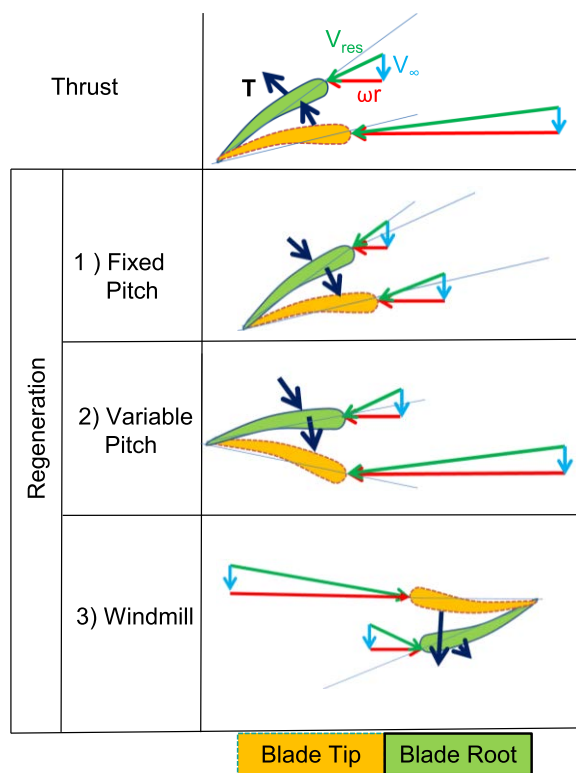 Thrust
V_res
V_∞
T
ωr
Regeneration
1 ) Fixed
Pitch
2) Variable
Pitch
3) Windmill
Blade Tip
Blade Root